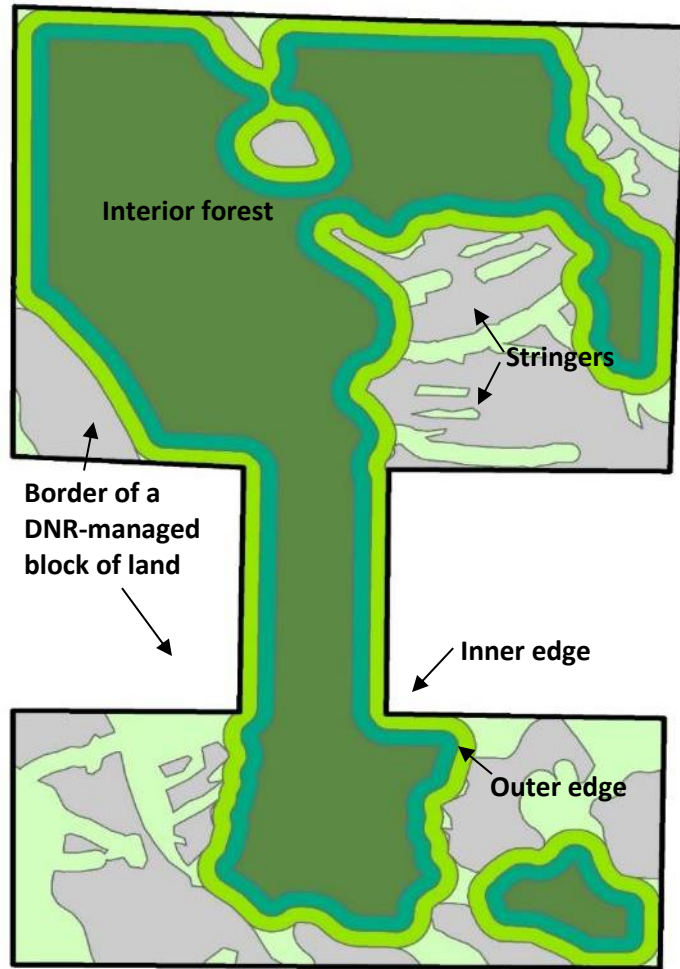 Interior forest
Stringers
Border of a
DNR-managed
block of land
Inner edge
Outer edge